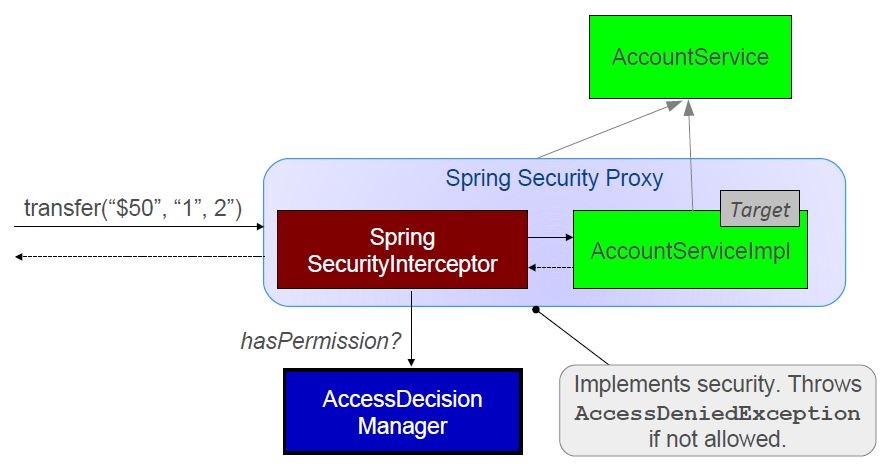 AccountService
Spring Security Proxy
transfer(“$50”, “1”, 2”)
Target
Spring
SecurityInterceptor
AccountServiceImpl
hasPermission?
AccessDecision
Manager
Implements security. Throws
AccessDeniedException
if not allowed.